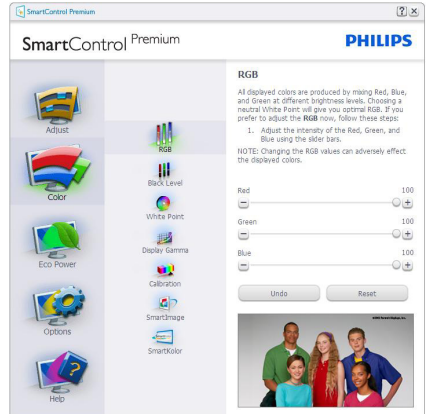 SmartControl Premium
SmartControl Premium
PHILIPS
Adjust
Color
Eco Power
Options
Help
RGB
Black Level
White Point
Display Gamma
Calibration
SmartImage
SmartKolor
RGB
All displayed colors are produced by mixing Red, Blue,
and Green at different brightness levels. Choosing a
neutral White Point will give you optimal RGB. If you
prefer to adjust the RGB now, follow these steps:
1. Adjust the intensity of the Red, Green, and
Blue using the slider bars.
NOTE: Changing the RGB values can adversely effect
the displayed colors.
Red 100
Green 100
Blue 100
Undo
Reset